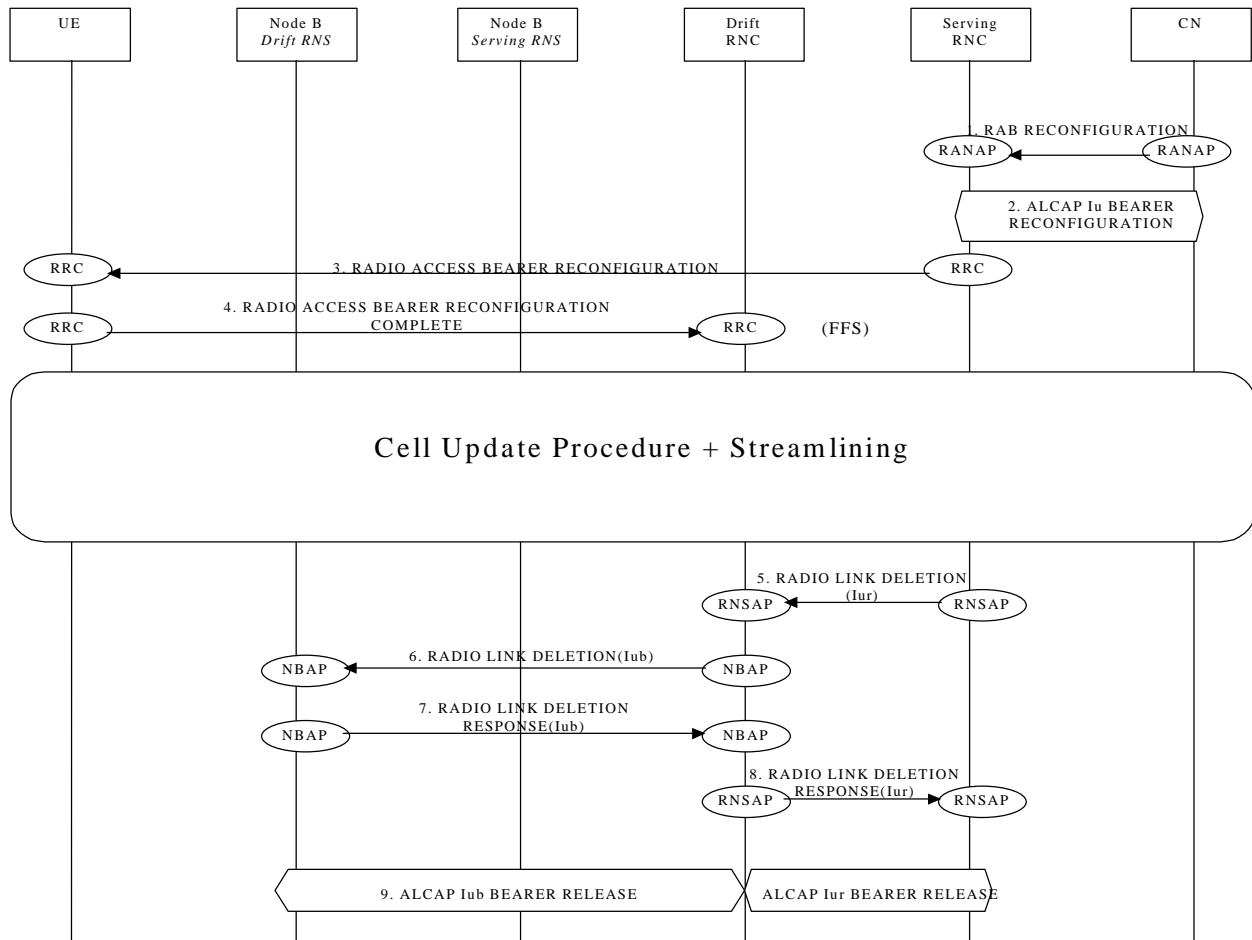 UE
Node B
Drift RNS
Node B
Serving RNS
Drift
RNC
Serving
RNC
CN
1. RAB RECONFIGURATION
RANAP
RANAP
2. ALCAP Iu BEARER
RECONFIGURATION
RRC
3. RADIO ACCESS BEARER RECONFIGURATION
RRC
4. RADIO ACCESS BEARER RECONFIGURATION
COMPLETE
RRC
RRC
(FFS)
Cell Update Procedure + Streamlining
5. RADIO LINK DELETION
(Iur)
RNSAP
RNSAP
6. RADIO LINK DELETION(Iub)
NBAP
NBAP
7. RADIO LINK DELETION
RESPONSE(Iub)
NBAP
NBAP
8. RADIO LINK DELETION
RESPONSE(Iur)
RNSAP
RNSAP
9. ALCAP Iub BEARER RELEASE
ALCAP Iur BEARER RELEASE